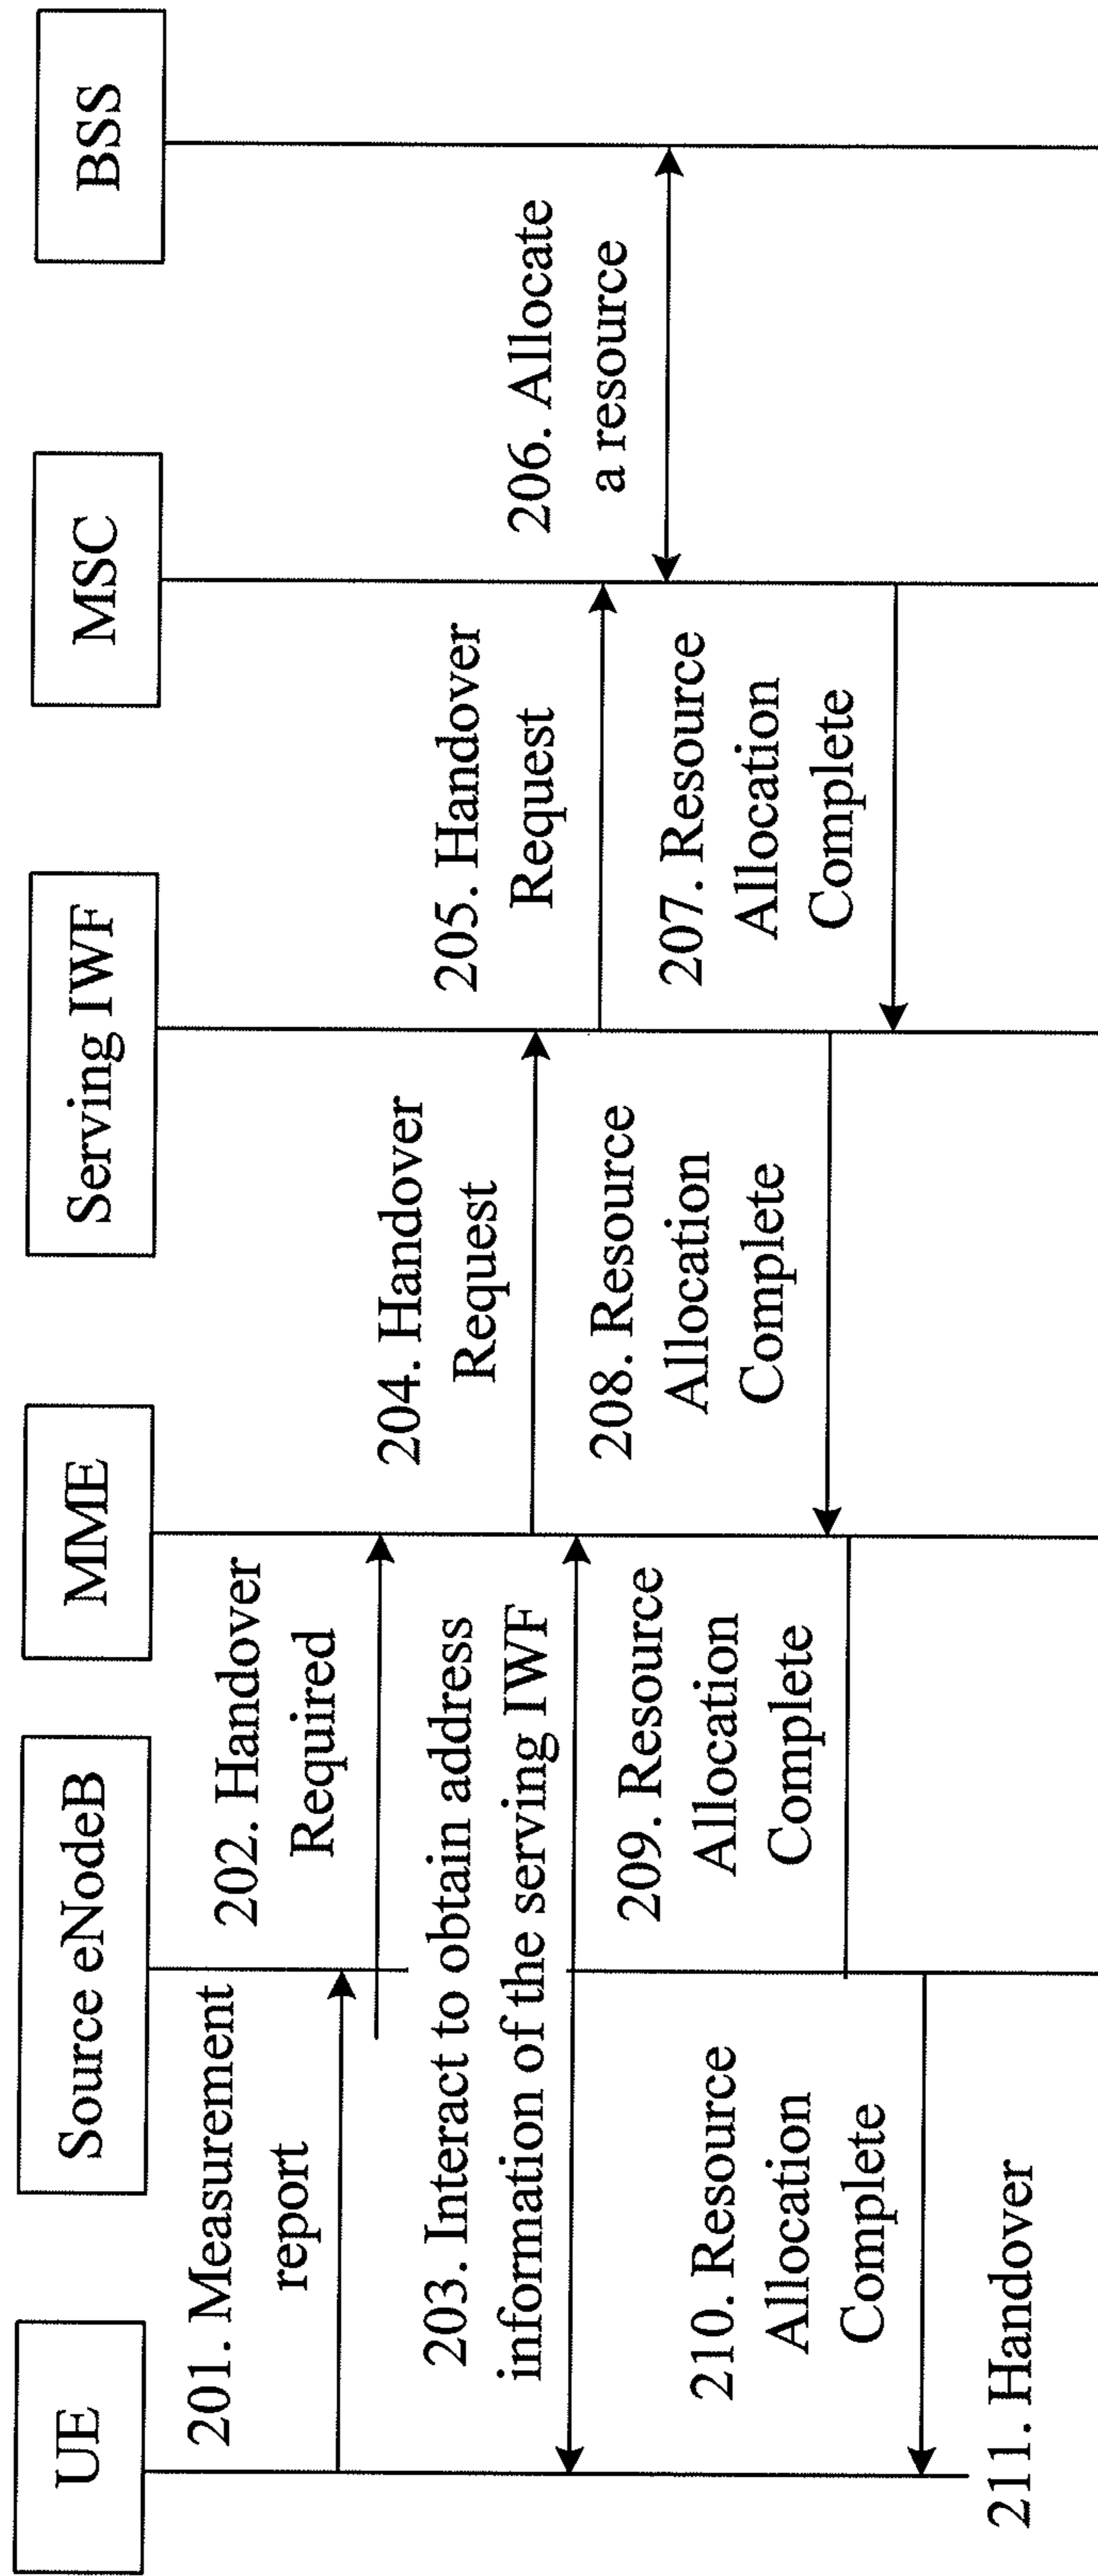 UE
Source eNodeB
MME
Serving IWF
MSC
BSS
201. Measurement
report
202. Handover
Required
203. Interact to obtain address
information of the serving IWF
204. Handover
Request
205. Handover
Request
206. Allocate
a resource
207. Resource
Allocation
Complete
208. Resource
Allocation
Complete
209. Resource
Allocation
Complete
210. Resource
Allocation
Complete
211. Handover